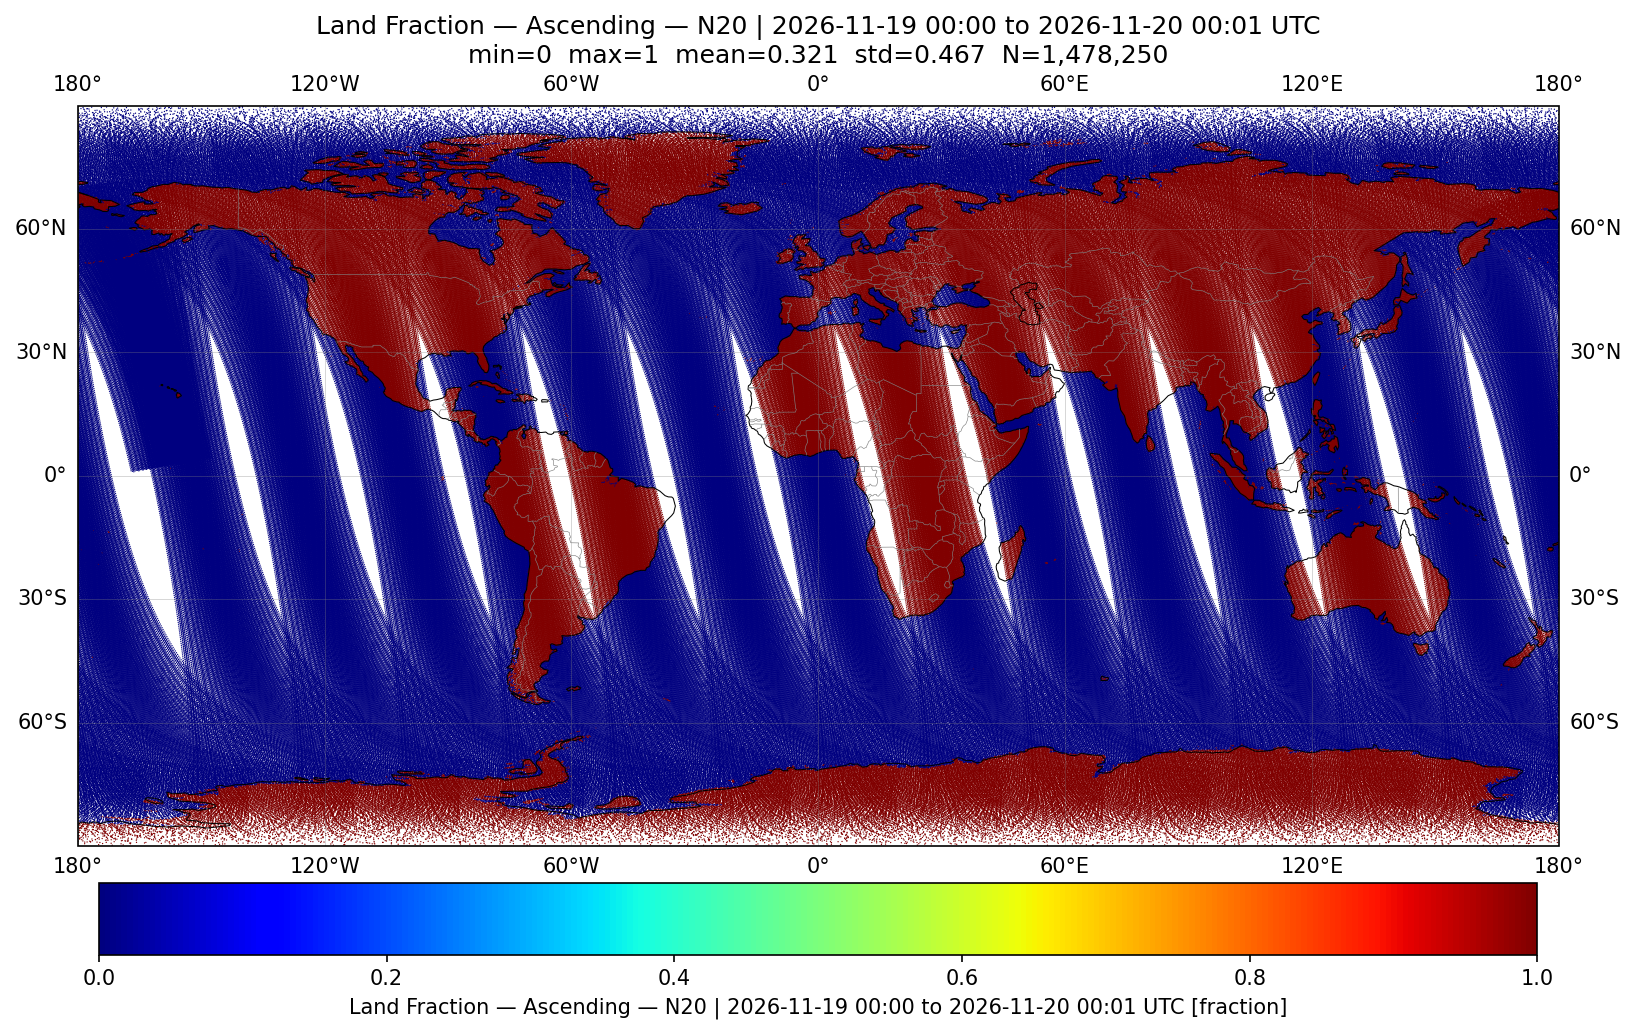 Land Fraction — Ascending — N20 | 2026-11-19 00:00 to 2026-11-20 00:01 UTC
min=0  max=1  mean=0.321  std=0.467  N=1,478,250
180° 120°W 60°W 0° 60°E 120°E 180°
60°N 60°N
30°N 30°N
0° 0°
30°S 30°S
60°S 60°S
180° 120°W 60°W 0° 60°E 120°E 180°
0.0 0.2 0.4 0.6 0.8 1.0
Land Fraction — Ascending — N20 | 2026-11-19 00:00 to 2026-11-20 00:01 UTC [fraction]